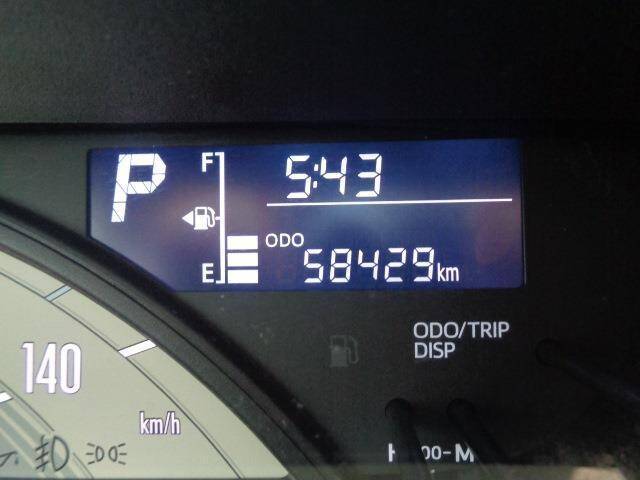 P
F
5:43
ODO
E
58429km
ODO/TRIP
DISP
140
km/h